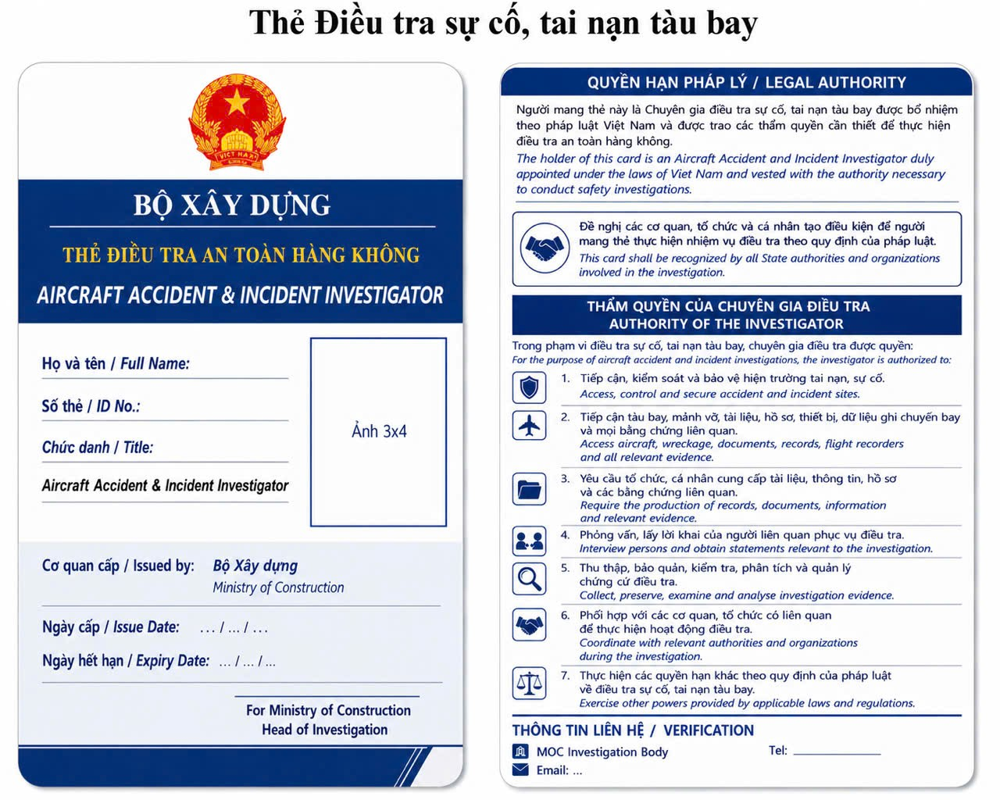 Thẻ Điều tra sự cố, tai nạn tàu bay
VIỆT NAM
BỘ XÂY DỰNG
THẺ ĐIỀU TRA AN TOÀN HÀNG KHÔNG
AIRCRAFT ACCIDENT & INCIDENT INVESTIGATOR
Họ và tên / Full Name:
Số thẻ / ID No.:
Chức danh / Title:
Aircraft Accident & Incident Investigator
Ảnh 3x4
Cơ quan cấp / Issued by: Bộ Xây dựng
Ministry of Construction
Ngày cấp / Issue Date: ... / ... / ...
Ngày hết hạn / Expiry Date: ... / ... / ...
For Ministry of Construction
Head of Investigation
QUYỀN HẠN PHÁP LÝ / LEGAL AUTHORITY
Người mang thẻ này là Chuyên gia điều tra sự cố, tai nạn tàu bay được bổ nhiệm
theo pháp luật Việt Nam và được trao các thẩm quyền cần thiết để thực hiện
điều tra an toàn hàng không.
The holder of this card is an Aircraft Accident and Incident Investigator duly
appointed under the laws of Viet Nam and vested with the authority necessary
to conduct safety investigations.
Đề nghị các cơ quan, tổ chức và cá nhân tạo điều kiện để người
mang thẻ thực hiện nhiệm vụ điều tra theo quy định của pháp luật.
This card shall be recognized by all State authorities and organizations
involved in the investigation.
THẨM QUYỀN CỦA CHUYÊN GIA ĐIỀU TRA
AUTHORITY OF THE INVESTIGATOR
Trong phạm vi điều tra sự cố, tai nạn tàu bay, chuyên gia điều tra được quyền:
For the purpose of aircraft accident and incident investigations, the investigator is authorized to:
1. Tiếp cận, kiểm soát và bảo vệ hiện trường tai nạn, sự cố.
Access, control and secure accident and incident sites.
2. Tiếp cận tàu bay, mảnh vỡ, tài liệu, hồ sơ, thiết bị, dữ liệu ghi chuyến bay
và mọi bằng chứng liên quan.
Access aircraft, wreckage, documents, records, flight recorders
and all relevant evidence.
3. Yêu cầu tổ chức, cá nhân cung cấp tài liệu, thông tin, hồ sơ
và các bằng chứng liên quan.
Require the production of records, documents, information
and relevant evidence.
4. Phỏng vấn, lấy lời khai của người liên quan phục vụ điều tra.
Interview persons and obtain statements relevant to the investigation.
5. Thu thập, bảo quản, kiểm tra, phân tích và quản lý
chứng cứ điều tra.
Collect, preserve, examine and analyse investigation evidence.
6. Phối hợp với các cơ quan, tổ chức có liên quan
để thực hiện hoạt động điều tra.
Coordinate with relevant authorities and organizations
during the investigation.
7. Thực hiện các quyền hạn khác theo quy định của pháp luật
về điều tra sự cố, tai nạn tàu bay.
Exercise other powers provided by applicable laws and regulations.
THÔNG TIN LIÊN HỆ / VERIFICATION
MOC Investigation Body Tel:
Email: ...